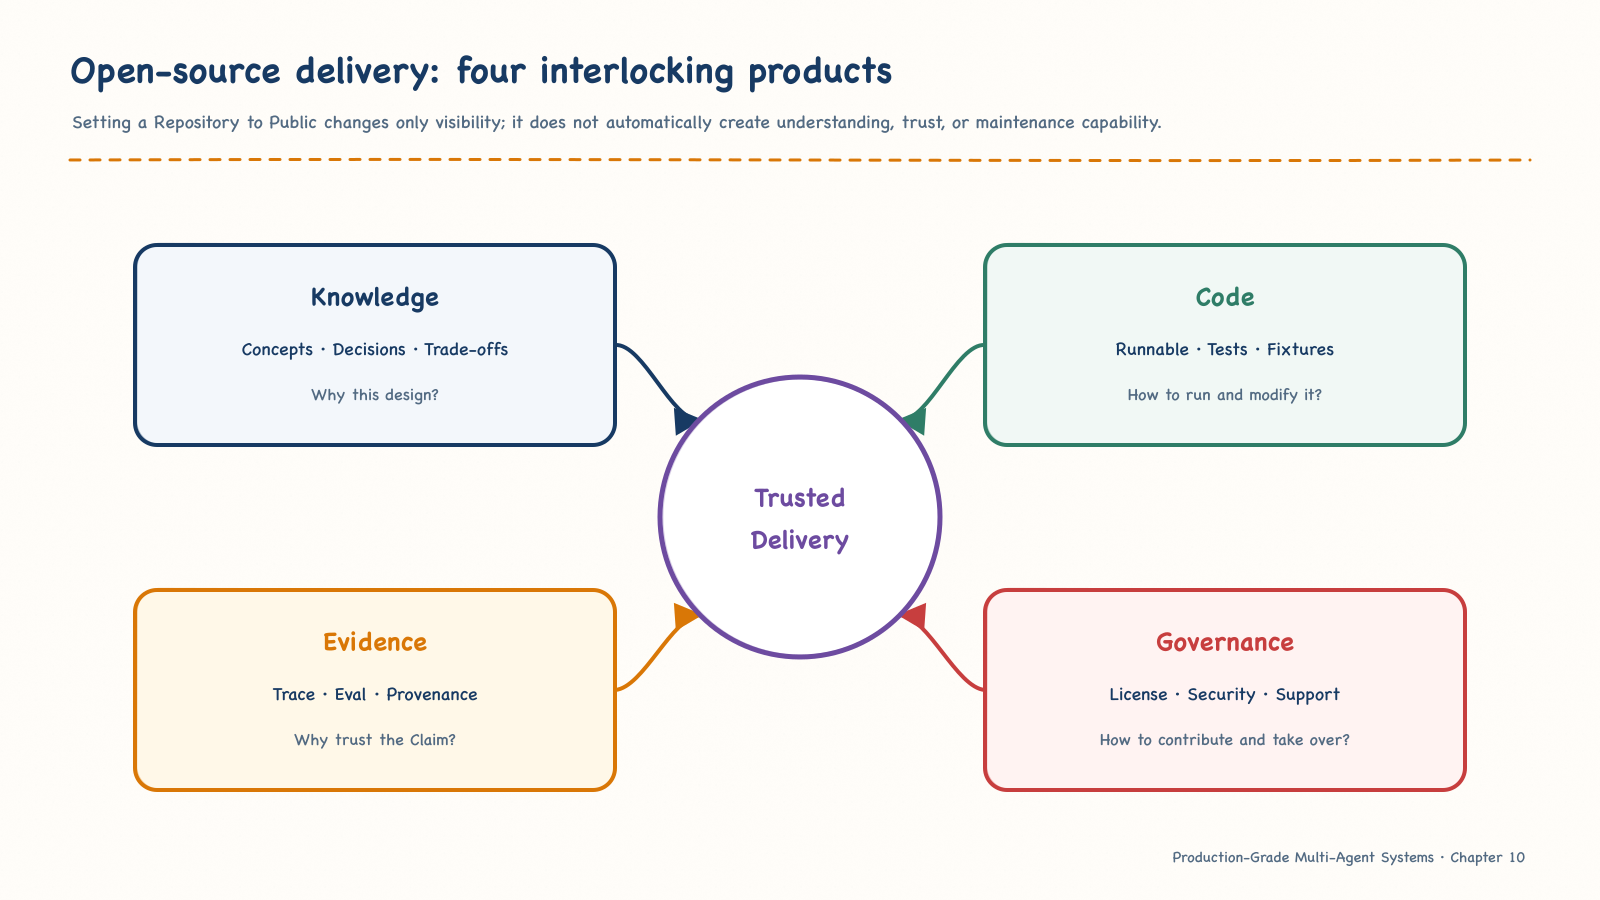 Open-source delivery: four interlocking products
Setting a Repository to Public changes only visibility; it does not automatically create understanding, trust, or maintenance capability.
Knowledge
Concepts · Decisions · Trade-offs
Why this design?
Code
Runnable · Tests · Fixtures
How to run and modify it?
Trusted
Delivery
Evidence
Trace · Eval · Provenance
Why trust the Claim?
Governance
License · Security · Support
How to contribute and take over?
Production-Grade Multi-Agent Systems · Chapter 10